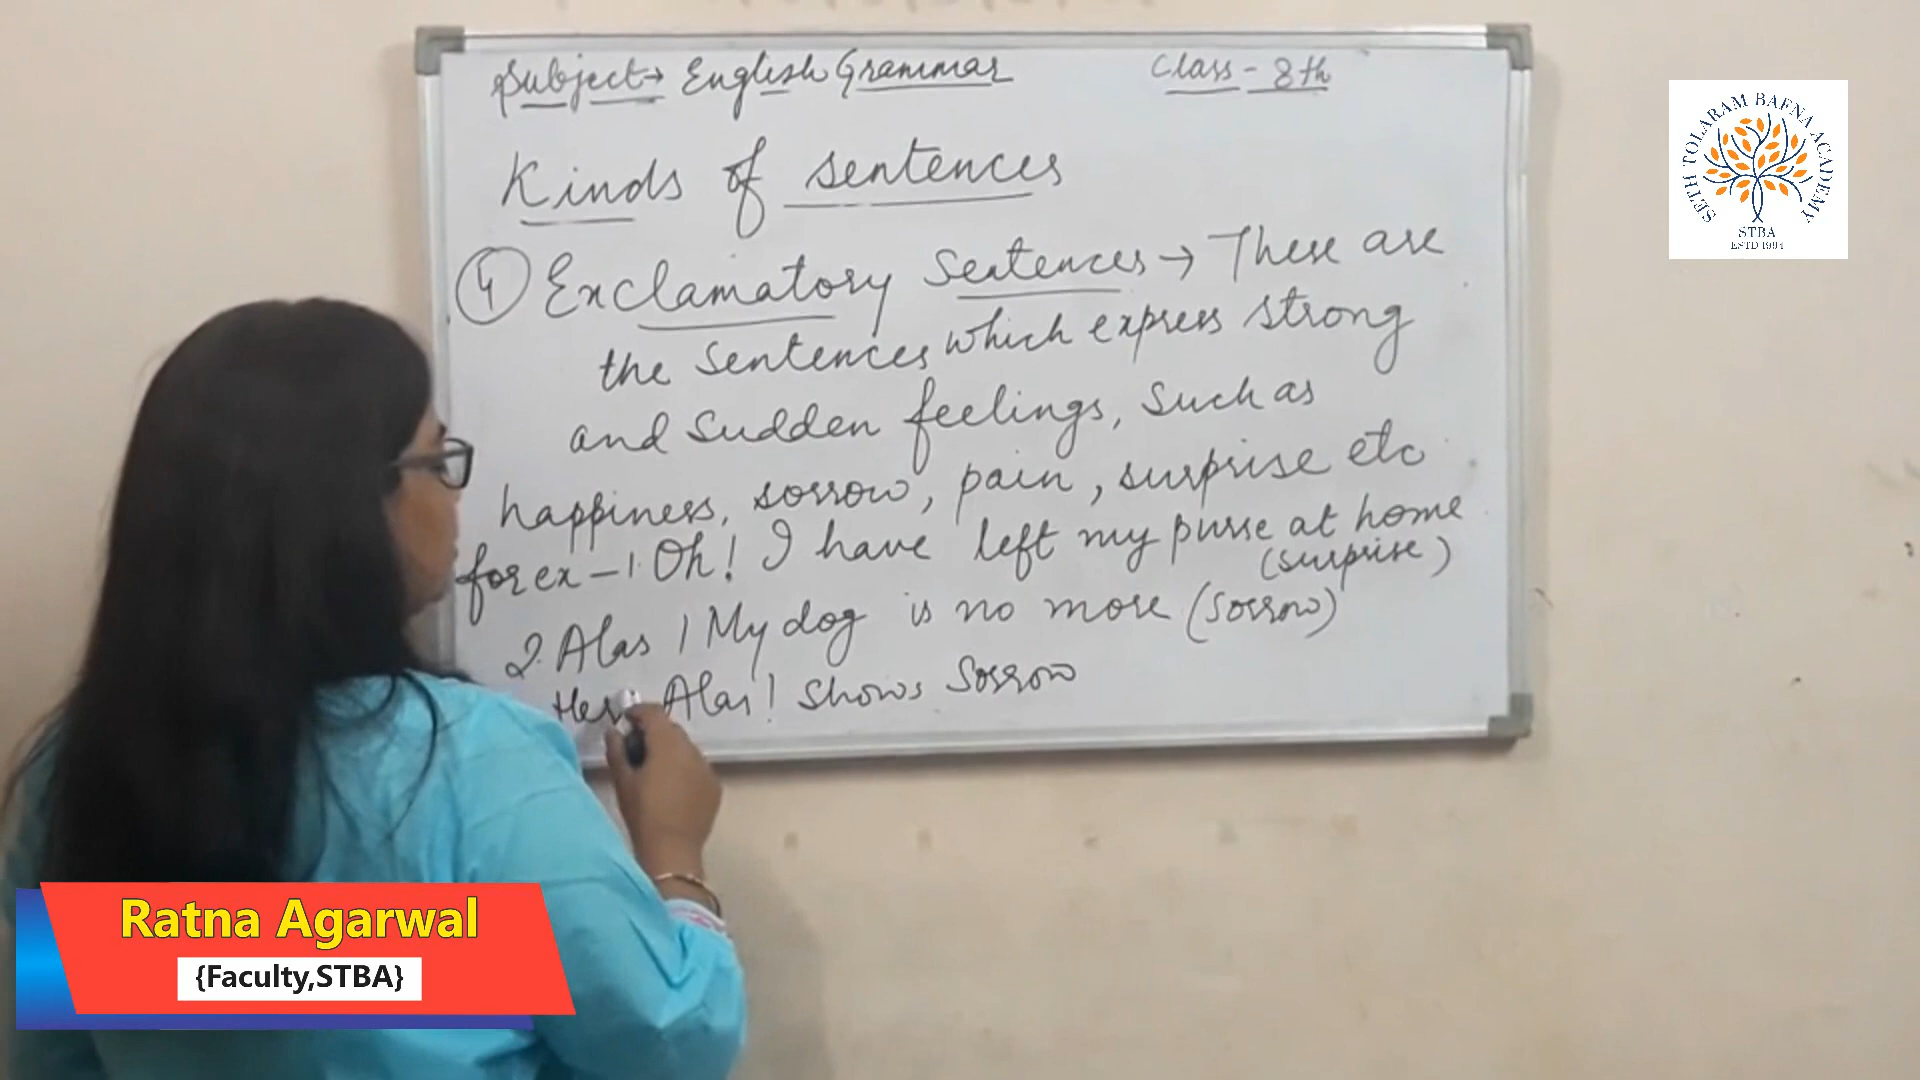 Subject→ English Grammar Class - 8th
Kinds of sentences
④ Exclamatory Sentences → These are
the sentences which express strong
and sudden feelings, such as
happiness, sorrow, pain, surprise etc
for ex - 1. Oh! I have left my purse at home
(surprise)
2. Alas! My dog is no more (Sorrow)
Here Alas! shows sorrow
SETH TOLARAM BAFNA ACADEMY
STBA
ESTD 1994
Ratna Agarwal
{Faculty,STBA}